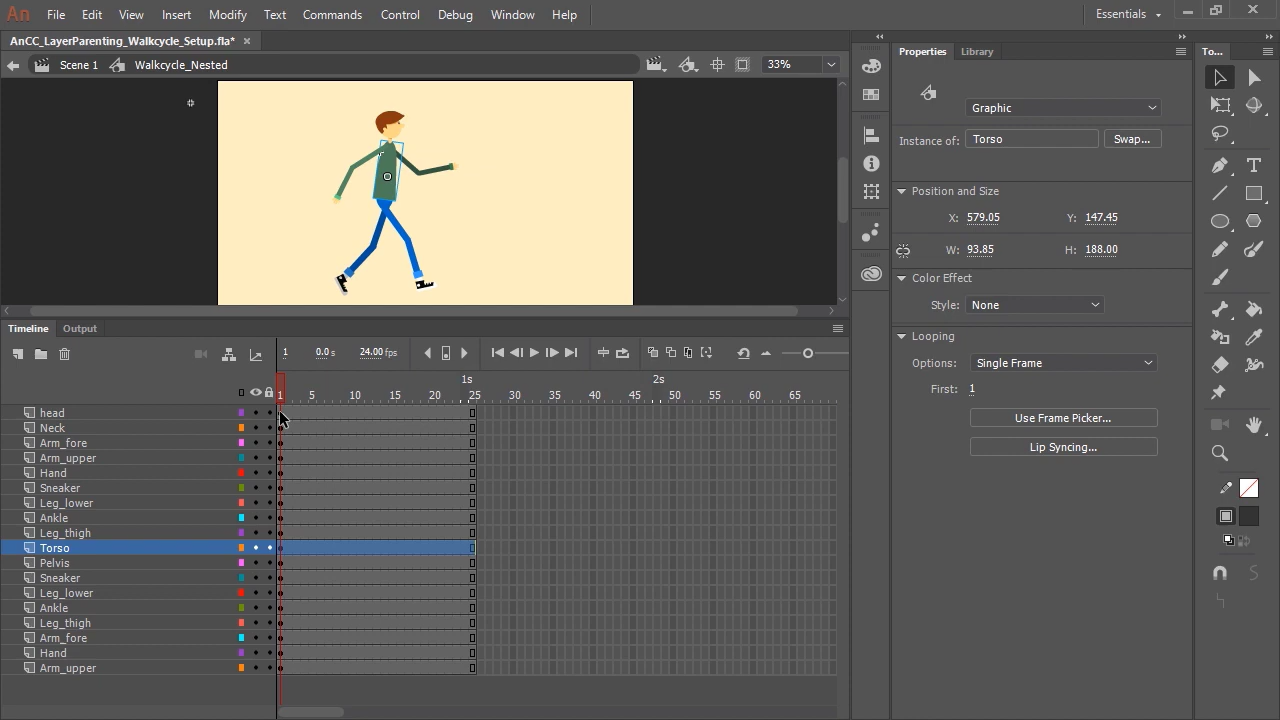 An File Edit View Insert Modify Text Commands Control Debug Window Help Essentials
AnCC_LayerParenting_Walkcycle_Setup.fla*
Scene 1 Walkcycle_Nested 33%
Properties Library To...
Graphic
Instance of: Torso Swap...
Position and Size
X: 579.05 Y: 147.45
W: 93.85 H: 188.00
Color Effect
Style: None
Looping
Options: Single Frame
First: 1
Use Frame Picker...
Lip Syncing...
Timeline Output
1 0.0 s 24.00 fps
1s 2s
1 5 10 15 20 25 30 35 40 45 50 55 60 65
head
Neck
Arm_fore
Arm_upper
Hand
Sneaker
Leg_lower
Ankle
Leg_thigh
Torso
Pelvis
Sneaker
Leg_lower
Ankle
Leg_thigh
Arm_fore
Hand
Arm_upper